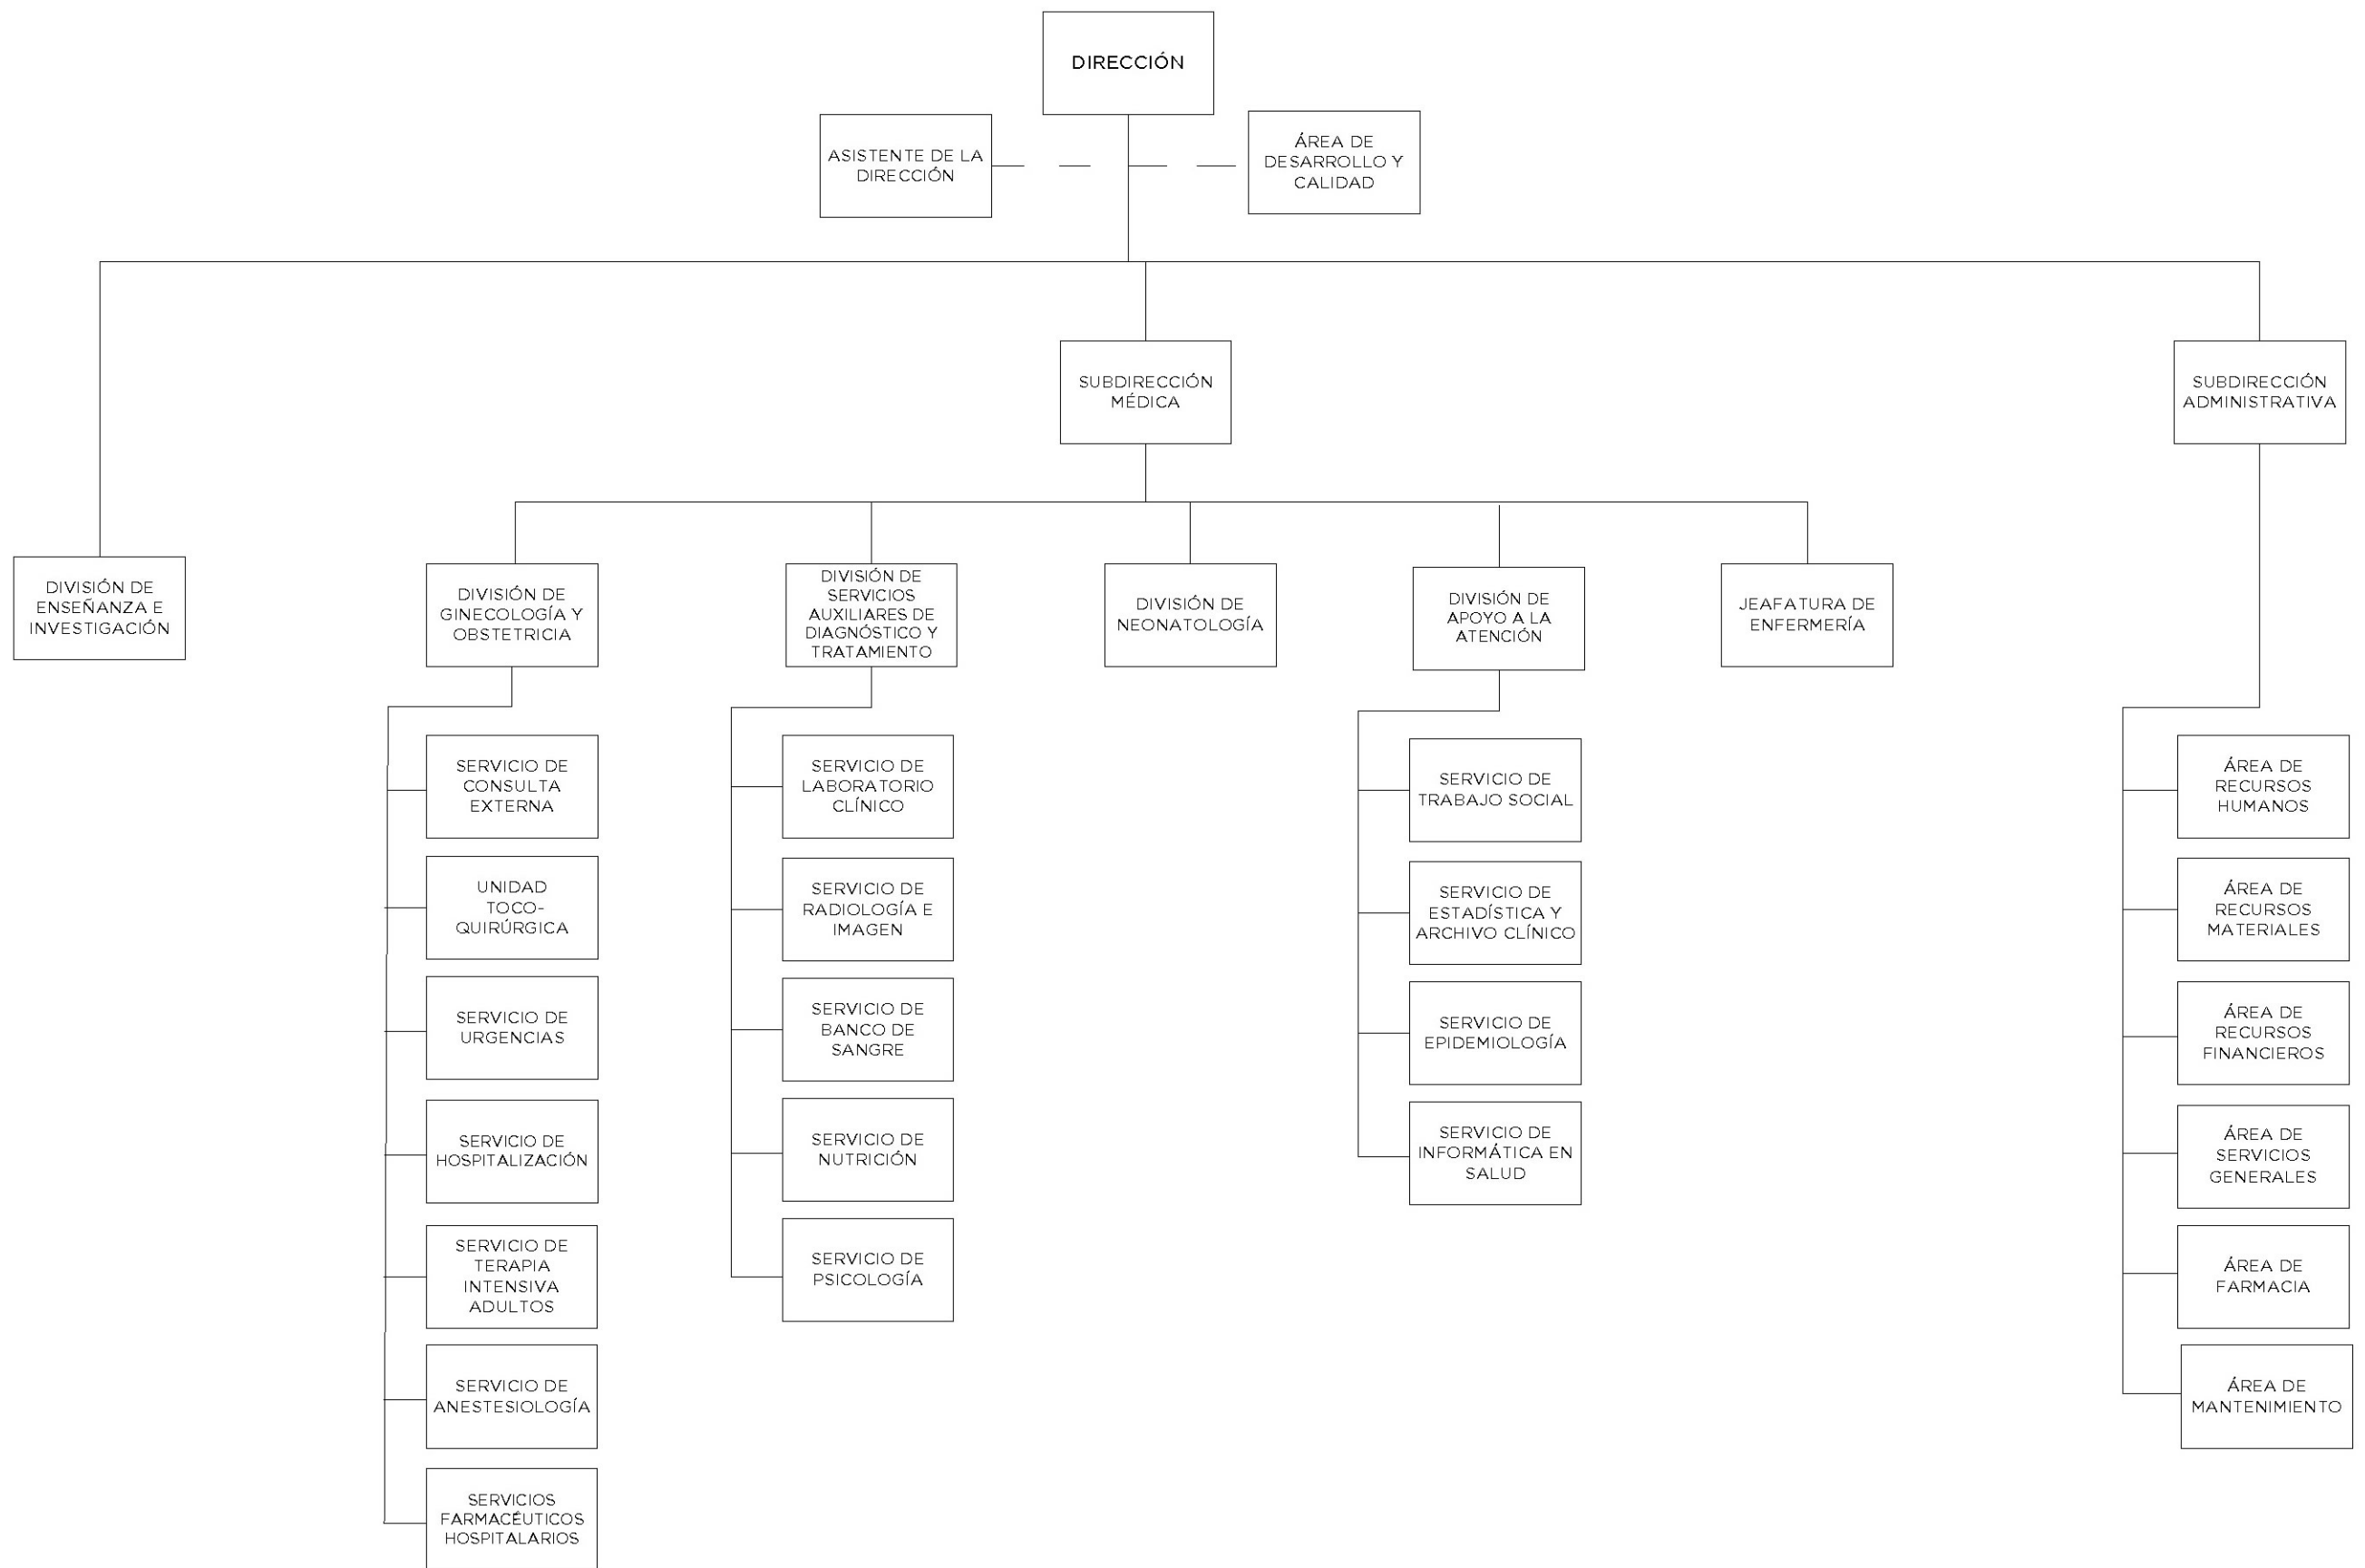 DIRECCIÓN
ASISTENTE DE LA
DIRECCIÓN
ÁREA DE
DESARROLLO Y
CALIDAD
SUBDIRECCIÓN
MÉDICA
SUBDIRECCIÓN
ADMINISTRATIVA
DIVISIÓN DE
ENSEÑANZA E
INVESTIGACIÓN
DIVISIÓN DE
GINECOLOGÍA Y
OBSTETRICIA
DIVISIÓN DE
SERVICIOS
AUXILIARES DE
DIAGNÓSTICO Y
TRATAMIENTO
DIVISIÓN DE
NEONATOLOGÍA
DIVISIÓN DE
APOYO A LA
ATENCIÓN
JEAFATURA DE
ENFERMERÍA
SERVICIO DE
CONSULTA
EXTERNA
UNIDAD
TOCO-
QUIRÚRGICA
SERVICIO DE
URGENCIAS
SERVICIO DE
HOSPITALIZACIÓN
SERVICIO DE
TERAPIA
INTENSIVA
ADULTOS
SERVICIO DE
ANESTESIOLOGÍA
SERVICIOS
FARMACÉUTICOS
HOSPITALARIOS
SERVICIO DE
LABORATORIO
CLÍNICO
SERVICIO DE
RADIOLOGÍA E
IMAGEN
SERVICIO DE
BANCO DE
SANGRE
SERVICIO DE
NUTRICIÓN
SERVICIO DE
PSICOLOGÍA
SERVICIO DE
TRABAJO SOCIAL
SERVICIO DE
ESTADÍSTICA Y
ARCHIVO CLÍNICO
SERVICIO DE
EPIDEMIOLOGÍA
SERVICIO DE
INFORMÁTICA EN
SALUD
ÁREA DE
RECURSOS
HUMANOS
ÁREA DE
RECURSOS
MATERIALES
ÁREA DE
RECURSOS
FINANCIEROS
ÁREA DE
SERVICIOS
GENERALES
ÁREA DE
FARMACIA
ÁREA DE
MANTENIMIENTO